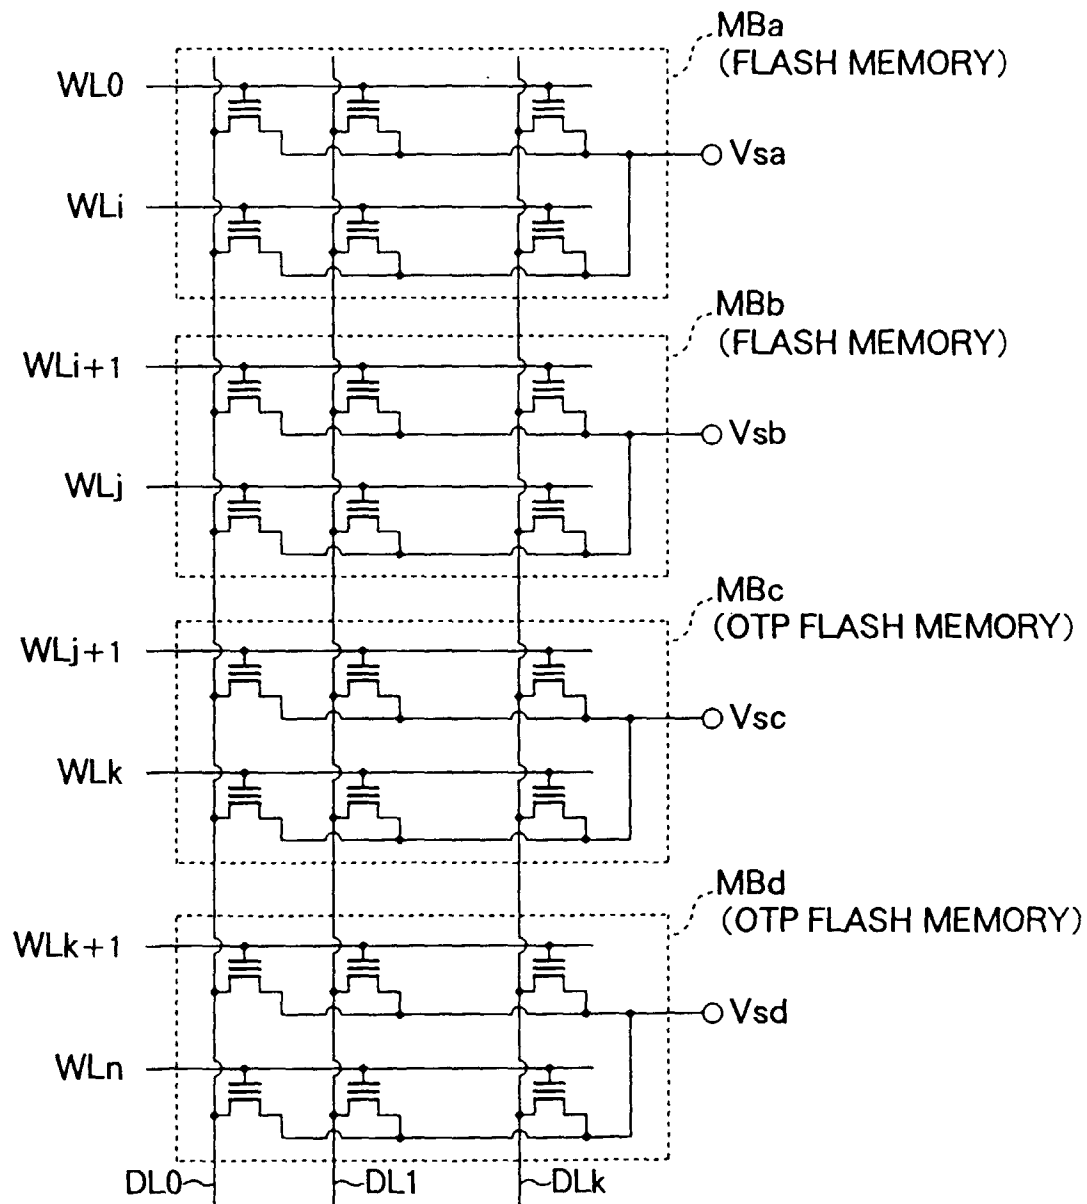 MBa
(FLASH MEMORY)
WL0
Vsa
WLi
MBb
(FLASH MEMORY)
WLi+1
Vsb
WLj
MBc
(OTP FLASH MEMORY)
WLj+1
Vsc
WLk
MBd
(OTP FLASH MEMORY)
WLk+1
Vsd
WLn
DL0 DL1 DLk